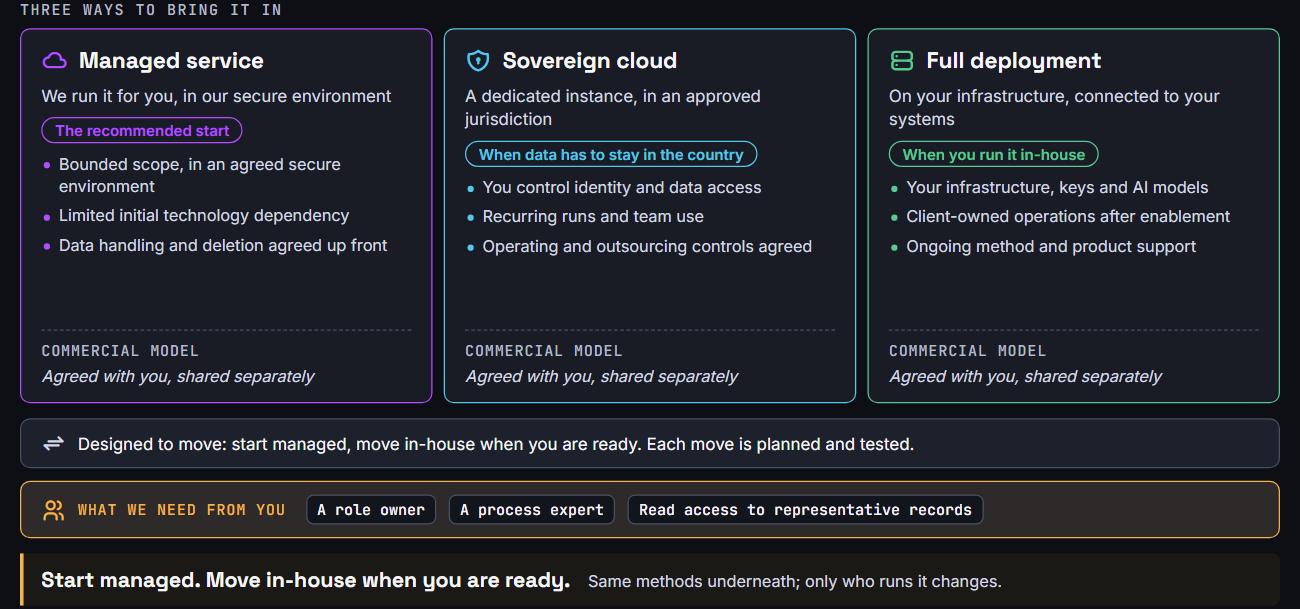 THREE WAYS TO BRING IT IN
Managed service
We run it for you, in our secure environment
The recommended start
Bounded scope, in an agreed secure
environment
Limited initial technology dependency
Data handling and deletion agreed up front
COMMERCIAL MODEL
Agreed with you, shared separately
Sovereign cloud
A dedicated instance, in an approved
jurisdiction
When data has to stay in the country
You control identity and data access
Recurring runs and team use
Operating and outsourcing controls agreed
COMMERCIAL MODEL
Agreed with you, shared separately
Full deployment
On your infrastructure, connected to your
systems
When you run it in-house
Your infrastructure, keys and AI models
Client-owned operations after enablement
Ongoing method and product support
COMMERCIAL MODEL
Agreed with you, shared separately
Designed to move: start managed, move in-house when you are ready. Each move is planned and tested.
WHAT WE NEED FROM YOU A role owner A process expert Read access to representative records
Start managed. Move in-house when you are ready. Same methods underneath; only who runs it changes.